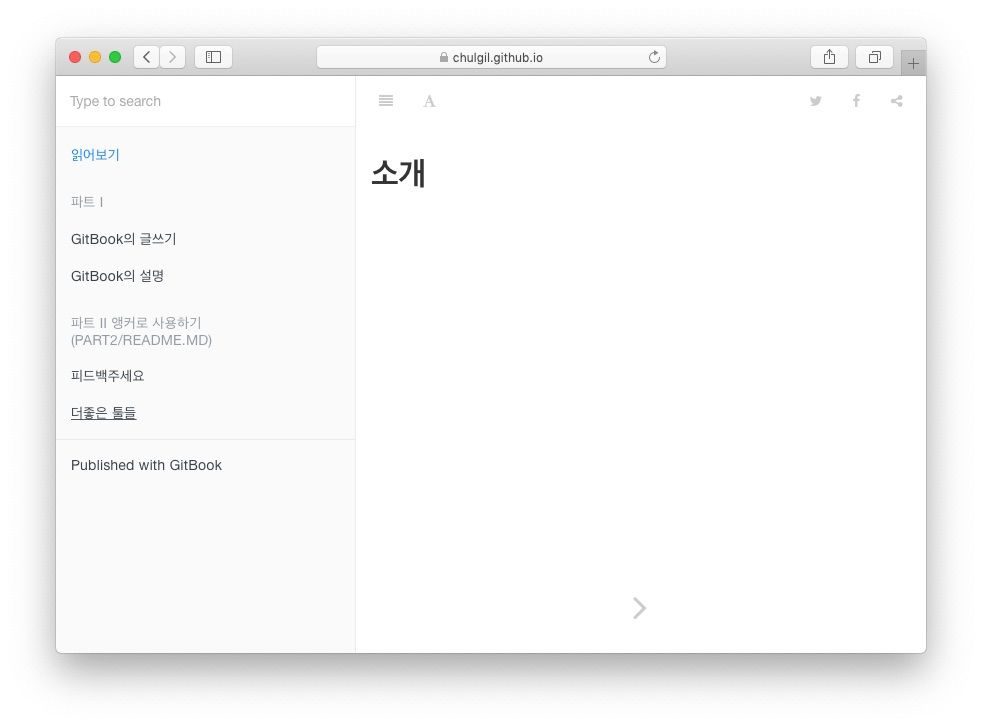 chulgil.github.io
Type to search
A
읽어보기
소개
파트 I
GitBook의 글쓰기
GitBook의 설명
파트 II 앵커로 사용하기
(PART2/README.MD)
피드백주세요
더좋은 툴들
Published with GitBook